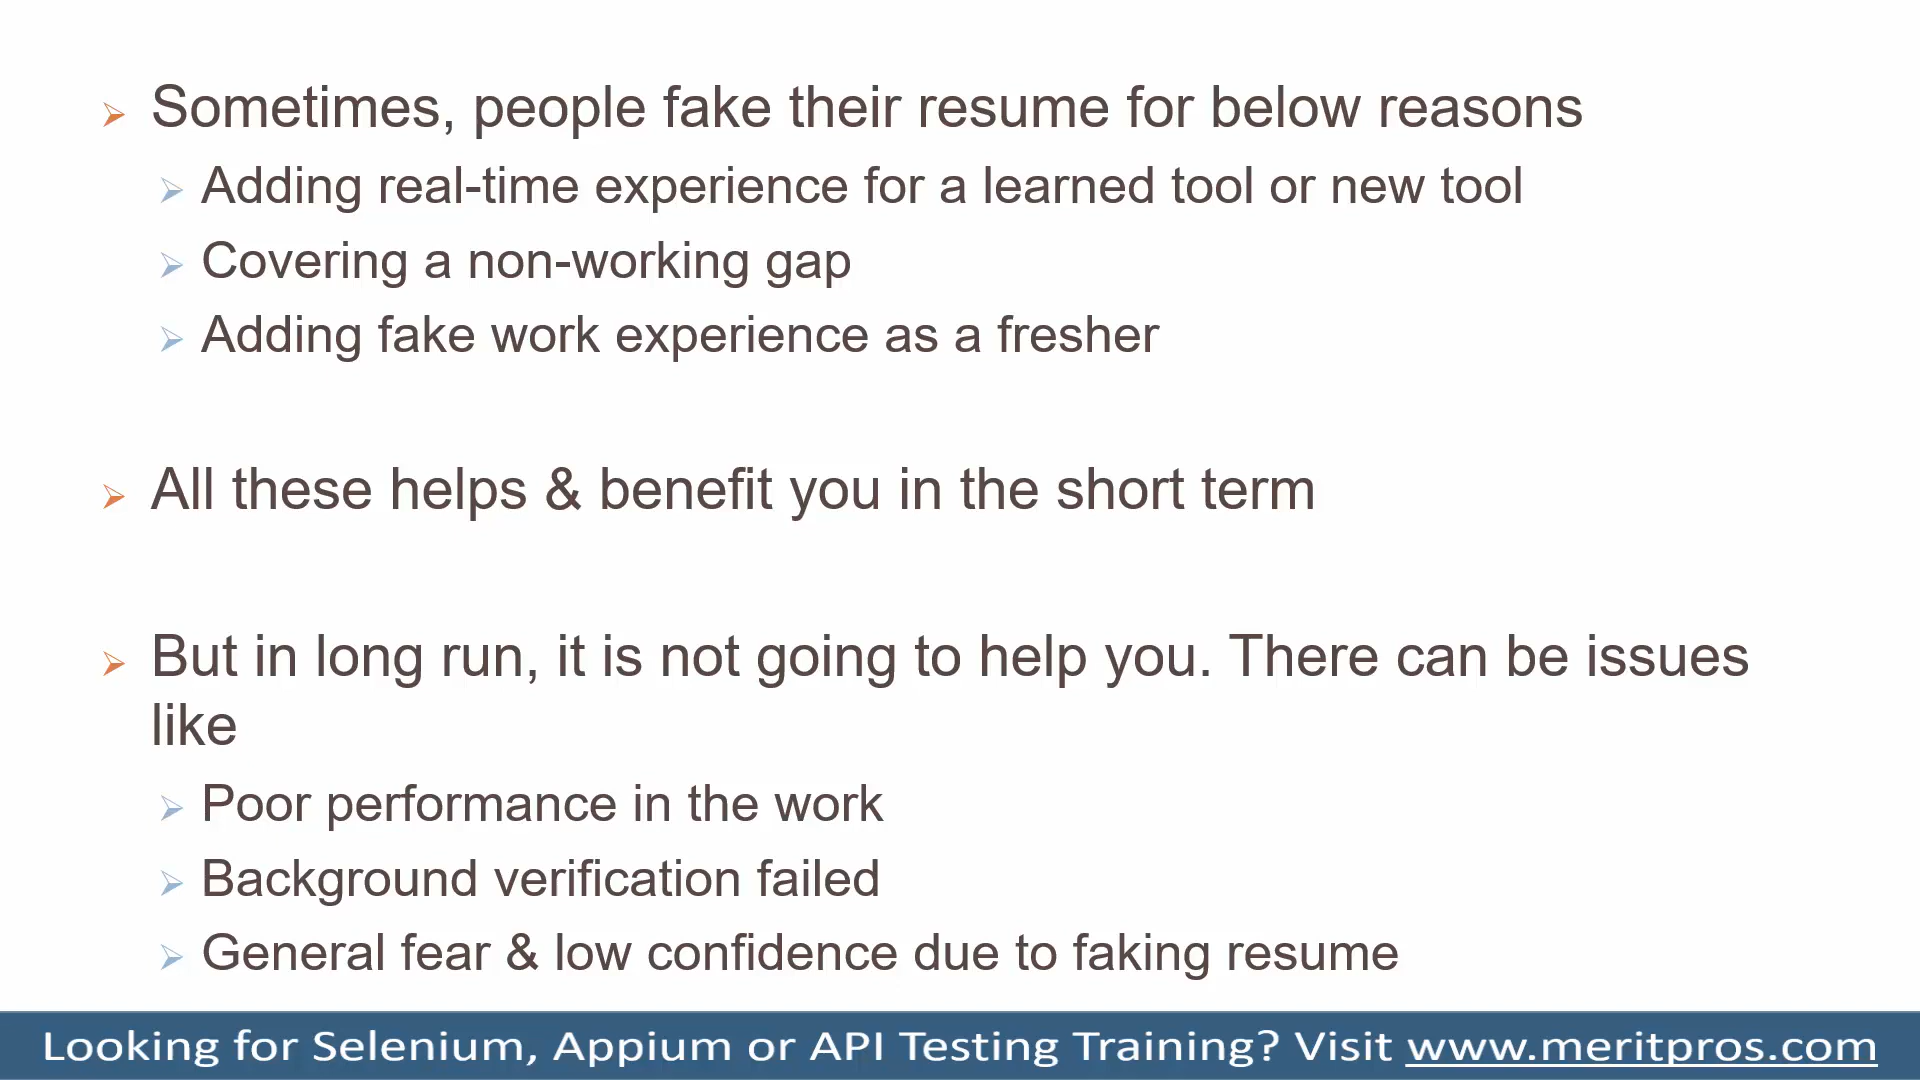 Sometimes, people fake their resume for below reasons
Adding real-time experience for a learned tool or new tool
Covering a non-working gap
Adding fake work experience as a fresher
All these helps & benefit you in the short term
But in long run, it is not going to help you. There can be issues
like
Poor performance in the work
Background verification failed
General fear & low confidence due to faking resume
Looking for Selenium, Appium or API Testing Training? Visit www.meritpros.com